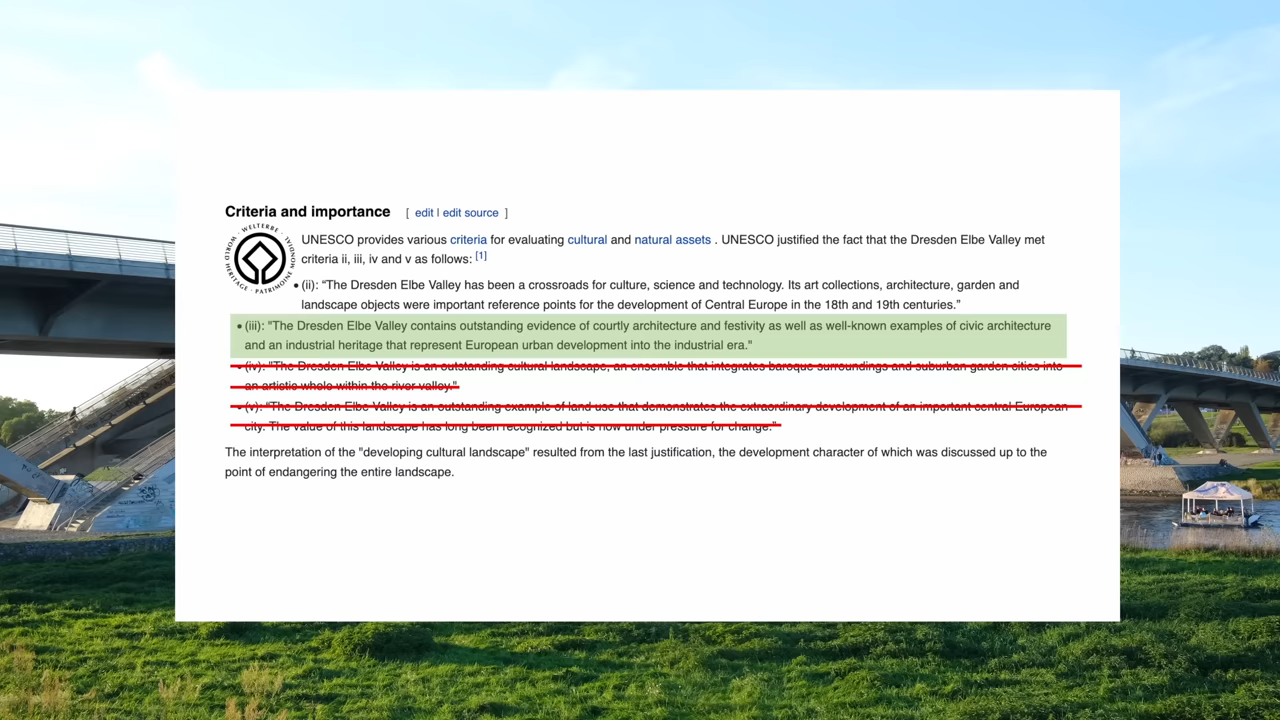 Criteria and importance [ edit | edit source ]
WELTERBE · WORLD HERITAGE · PATRIMOINE MONDIAL
UNESCO provides various criteria for evaluating cultural and natural assets . UNESCO justified the fact that the Dresden Elbe Valley met
criteria ii, iii, iv and v as follows: [1]
• (ii): "The Dresden Elbe Valley has been a crossroads for culture, science and technology. Its art collections, architecture, garden and
landscape objects were important reference points for the development of Central Europe in the 18th and 19th centuries."
• (iii): "The Dresden Elbe Valley contains outstanding evidence of courtly architecture and festivity as well as well-known examples of civic architecture
and an industrial heritage that represent European urban development into the industrial era."
• (iv): "The Dresden Elbe Valley is an outstanding cultural landscape, an ensemble that integrates baroque surroundings and suburban garden cities into
an artistic whole within the river valley."
• (v): "The Dresden Elbe Valley is an outstanding example of land use that demonstrates the extraordinary development of an important central European
city. The value of this landscape has long been recognized but is now under pressure for change."
The interpretation of the "developing cultural landscape" resulted from the last justification, the development character of which was discussed up to the
point of endangering the entire landscape.